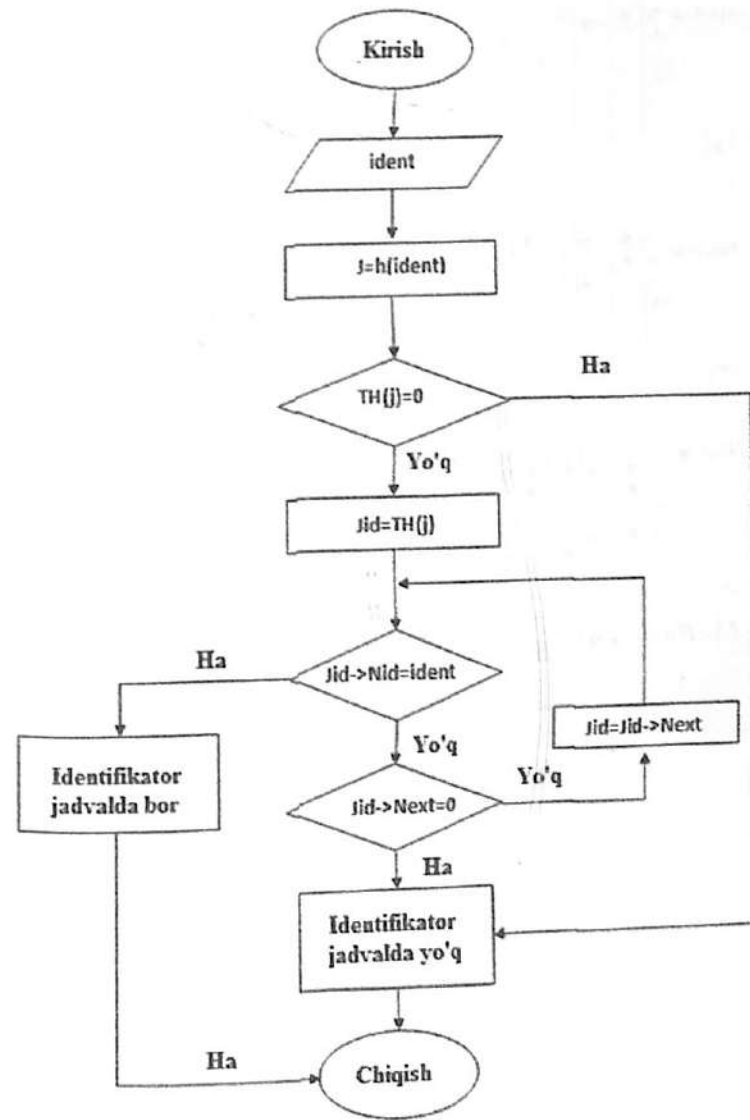 Kirish
ident
J=h(ident)
TH(j)=0
Ha
Yo'q
Jid=TH(j)
Jid->Nid=ident
Ha
Yo'q
Jid=Jid->Next
Identifikator
jadvalda bor
Jid->Next=0
Yo'q
Ha
Identifikator
jadvalda yo'q
Ha
Chiqish